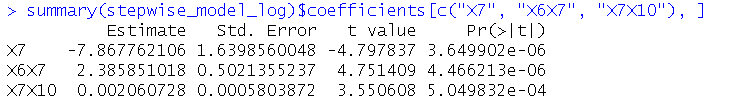 > summary(stepwise_model_log)$coefficients[c("X7", "X6X7", "X7X10"), ]
Estimate Std. Error t value Pr(>|t|)
X7 -7.867762106 1.6398560048 -4.797837 3.649902e-06
X6X7 2.385851018 0.5021355237 4.751409 4.466213e-06
X7X10 0.002060728 0.0005803872 3.550608 5.049832e-04